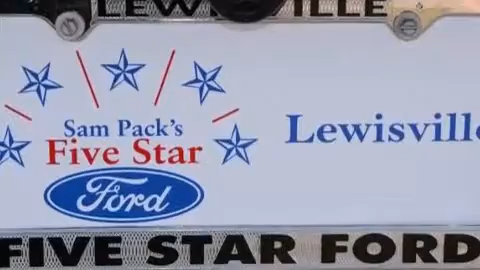 LEWISVILLE
Sam Pack's
Five Star
Ford
Lewisville
FIVE STAR FORD